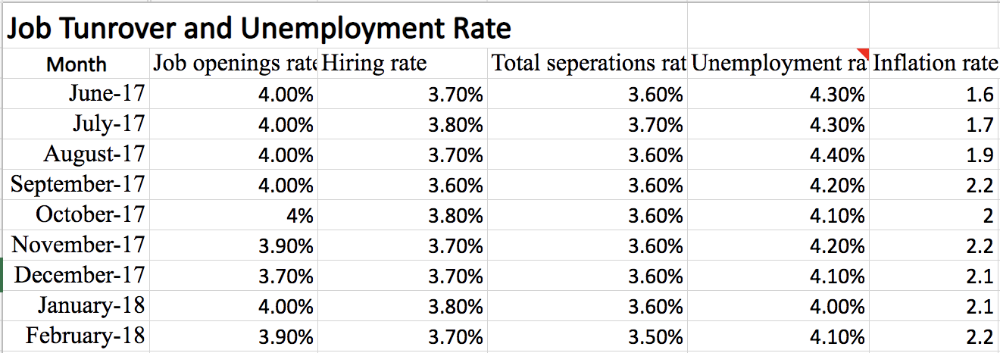 Job Tunrover and Unemployment Rate
Month Job openings rate Hiring rate Total seperations rat Unemployment ra Inflation rate
June-17 4.00% 3.70% 3.60% 4.30% 1.6
July-17 4.00% 3.80% 3.70% 4.30% 1.7
August-17 4.00% 3.70% 3.60% 4.40% 1.9
September-17 4.00% 3.60% 3.60% 4.20% 2.2
October-17 4% 3.80% 3.60% 4.10% 2
November-17 3.90% 3.70% 3.60% 4.20% 2.2
December-17 3.70% 3.70% 3.60% 4.10% 2.1
January-18 4.00% 3.80% 3.60% 4.00% 2.1
February-18 3.90% 3.70% 3.50% 4.10% 2.2